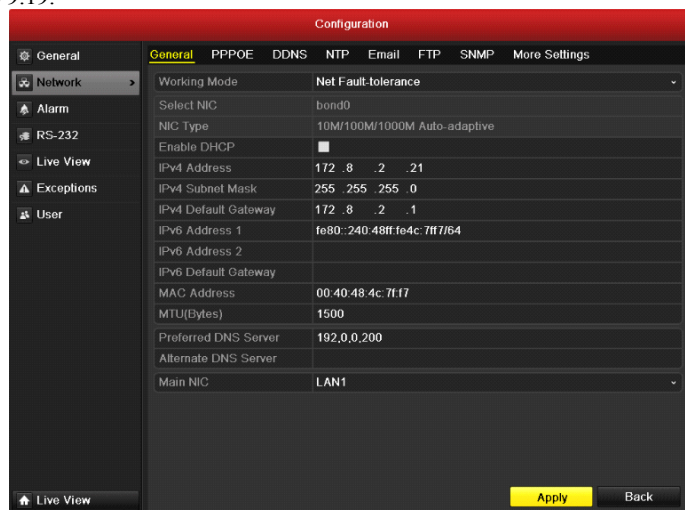 Configuration
General
Network >
Alarm
RS-232
Live View
Exceptions
User
Live View
General PPPOE DDNS NTP Email FTP SNMP More Settings
Working Mode Net Fault-tolerance
Select NIC bond0
NIC Type 10M/100M/1000M Auto-adaptive
Enable DHCP
IPv4 Address 172 .8 .2 .21
IPv4 Subnet Mask 255 .255 .255 .0
IPv4 Default Gateway 172 .8 .2 .1
IPv6 Address 1 fe80::240:48ff:fe4c:7ff7/64
IPv6 Address 2
IPv6 Default Gateway
MAC Address 00:40:48:4c:7f:f7
MTU(Bytes) 1500
Preferred DNS Server 192,0,0,200
Alternate DNS Server
Main NIC LAN1
Apply Back